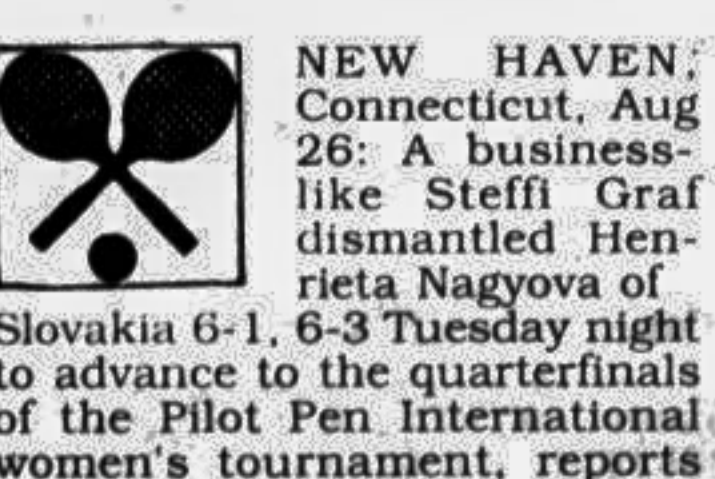 NEW HAVEN,
Connecticut, Aug
26: A business-
like Steffi Graf
dismantled Hen-
rieta Nagyova of
Slovakia 6-1, 6-3 Tuesday night
to advance to the quarterfinals
of the Pilot Pen International
women's tournament, reports